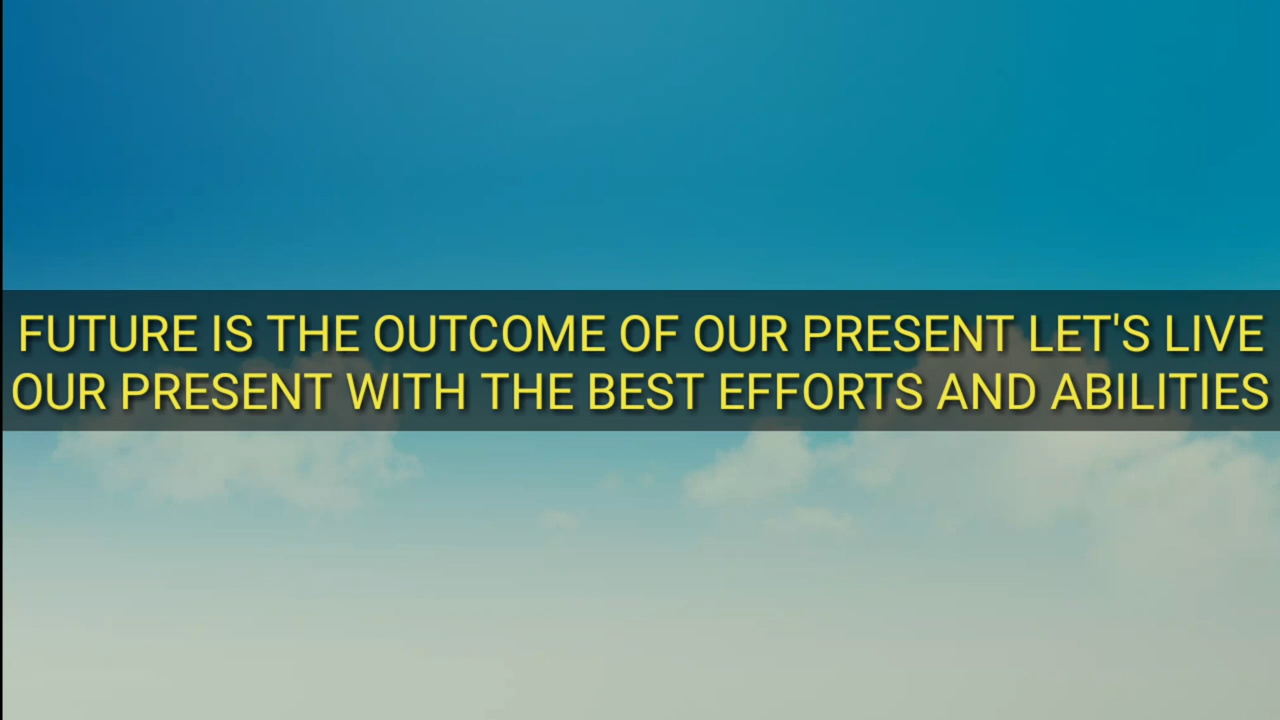 FUTURE IS THE OUTCOME OF OUR PRESENT LET'S LIVE
OUR PRESENT WITH THE BEST EFFORTS AND ABILITIES